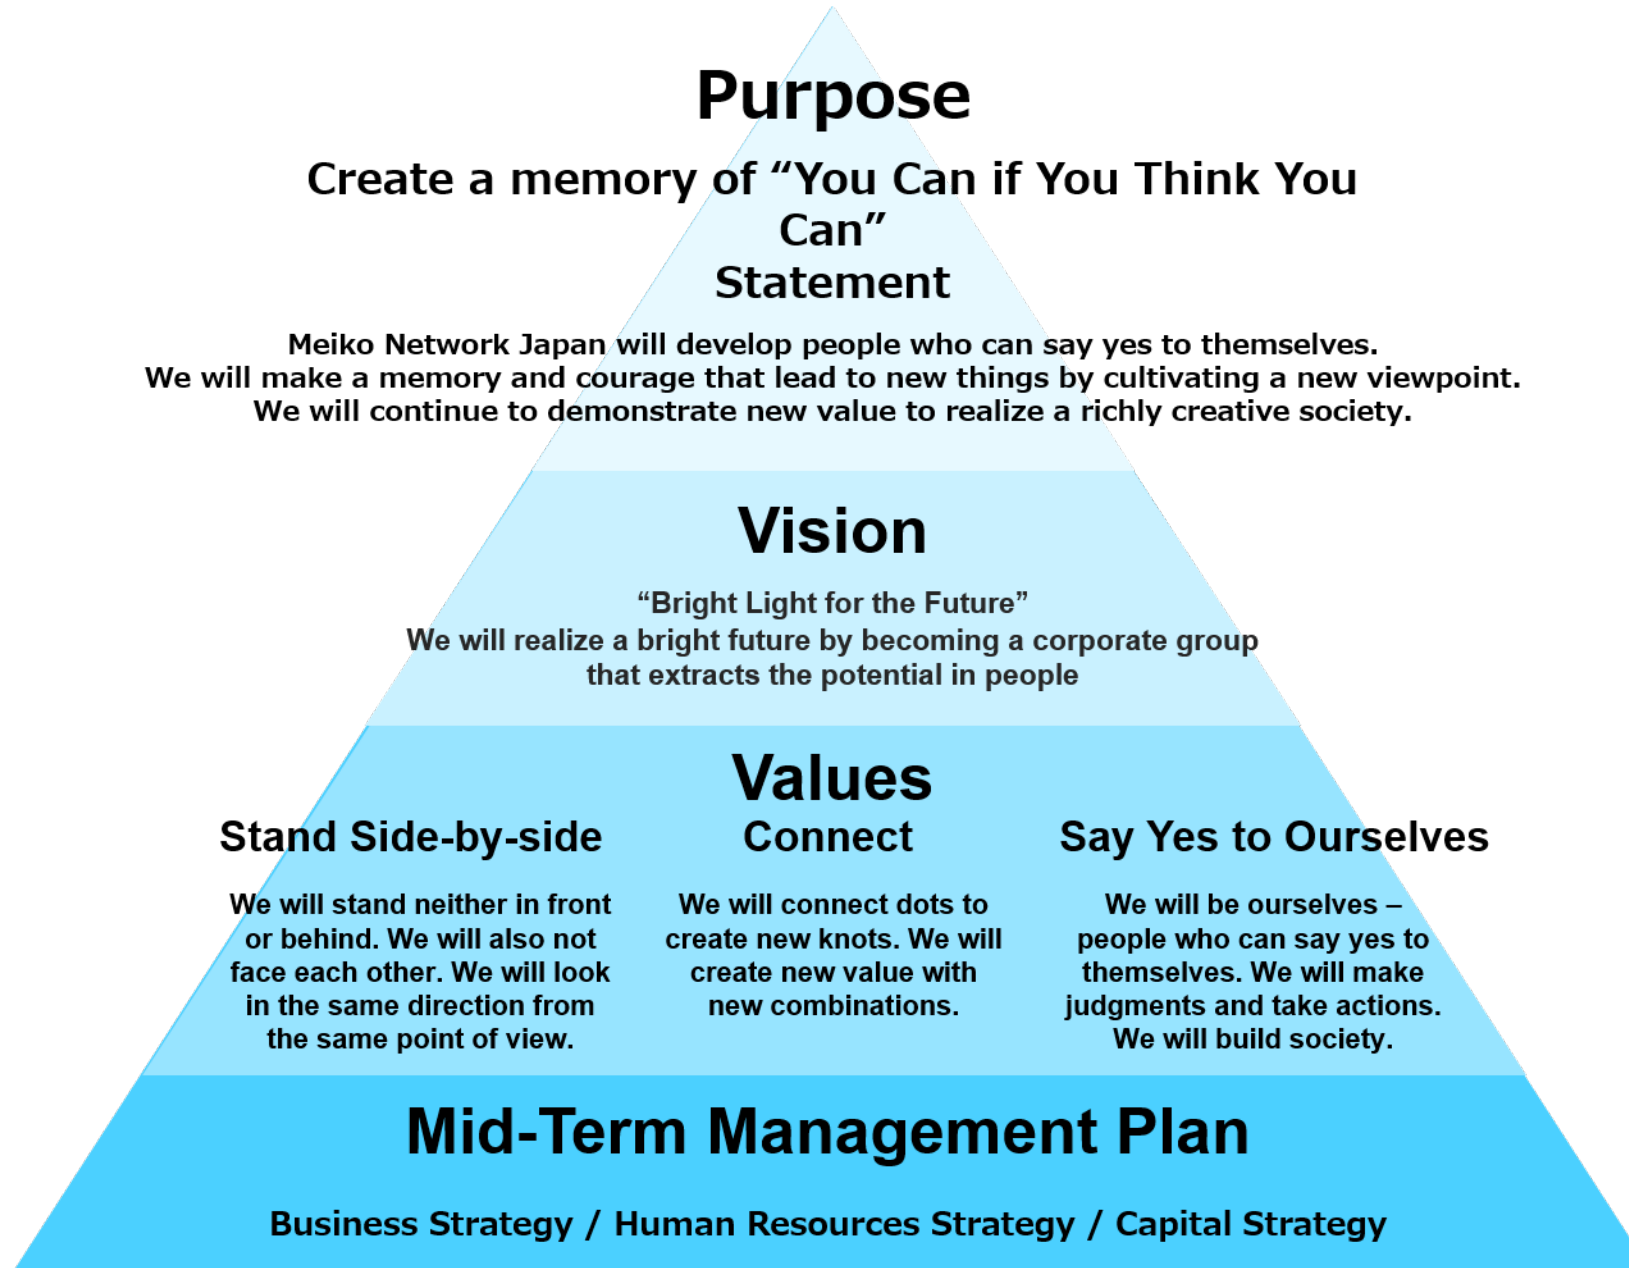 Purpose
Create a memory of “You Can if You Think You
Can”
Statement
Meiko Network Japan will develop people who can say yes to themselves.
We will make a memory and courage that lead to new things by cultivating a new viewpoint.
We will continue to demonstrate new value to realize a richly creative society.
Vision
“Bright Light for the Future”
We will realize a bright future by becoming a corporate group
that extracts the potential in people
Values
Stand Side-by-side
We will stand neither in front
or behind. We will also not
face each other. We will look
in the same direction from
the same point of view.
Connect
We will connect dots to
create new knots. We will
create new value with
new combinations.
Say Yes to Ourselves
We will be ourselves –
people who can say yes to
themselves. We will make
judgments and take actions.
We will build society.
Mid-Term Management Plan
Business Strategy / Human Resources Strategy / Capital Strategy